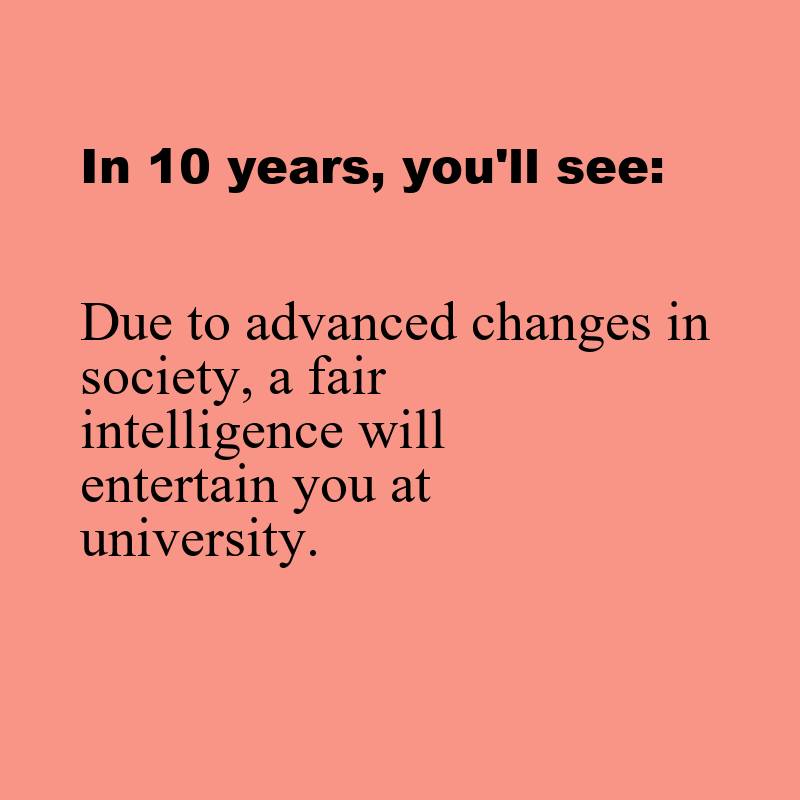 In 10 years, you'll see:
Due to advanced changes in
society, a fair
intelligence will
entertain you at
university.